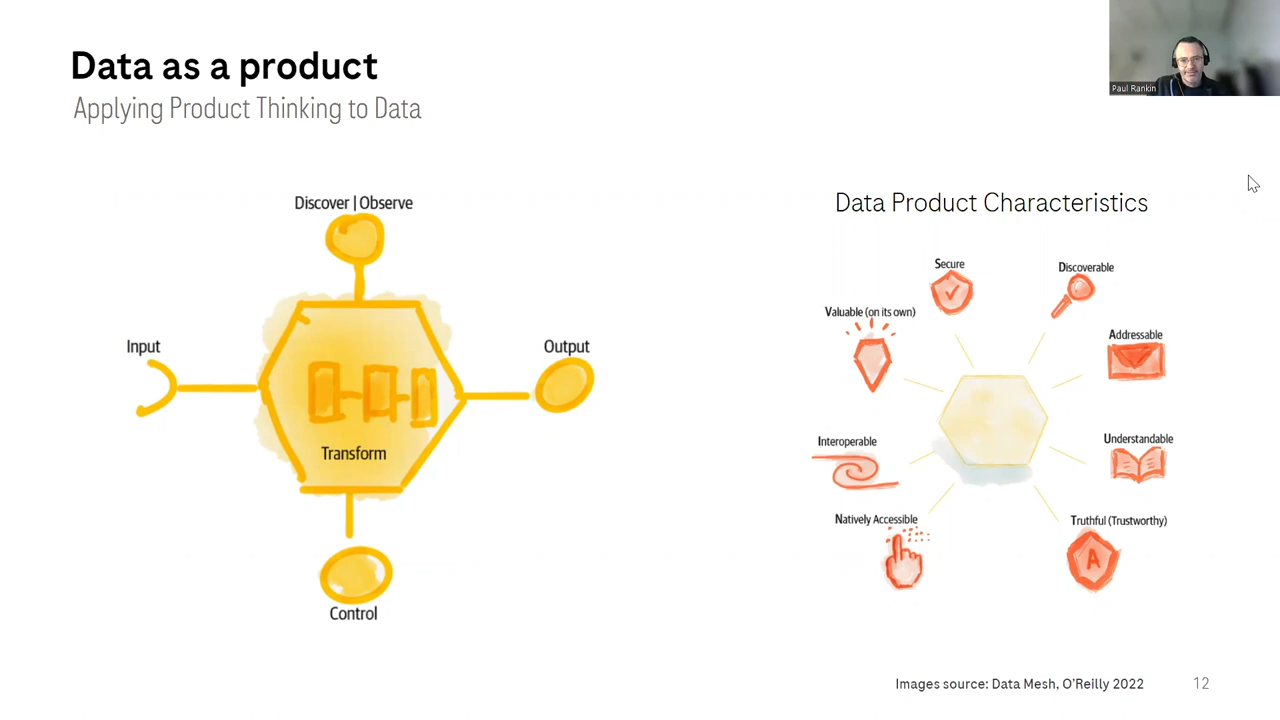 Data as a product
Applying Product Thinking to Data
Paul Rankin
Discover | Observe
Input
Output
Transform
Control
Data Product Characteristics
Secure
Discoverable
Valuable (on its own)
Addressable
Interoperable
Understandable
Natively Accessible
Truthful (Trustworthy)
A
Images source: Data Mesh, O'Reilly 2022
12